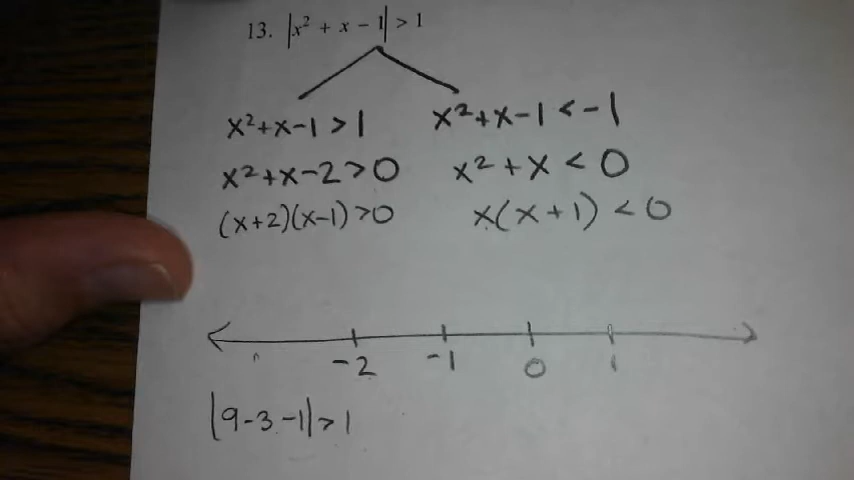 13. |x² + x − 1| > 1
x²+x-1>1 x²+x-1<-1
x²+x-2>0 x²+x<0
(x+2)(x-1)>0 x(x+1)<0
-2 -1 0 1
|9-3-1|>1